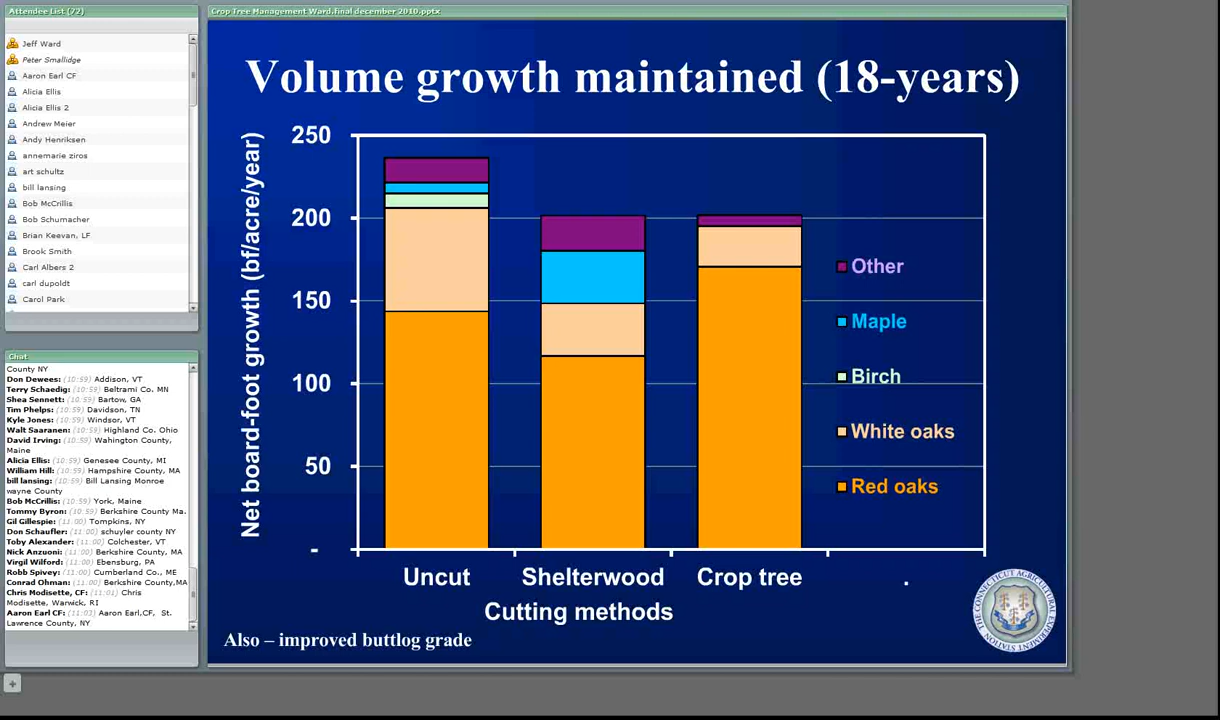 Attendee List (72)
Jeff Ward
Peter Smallidge
Aaron Earl CF
Alicia Ellis
Alicia Ellis 2
Andrew Meier
Andy Henriksen
annemarie ziros
art schultz
bill lansing
Bob McCrillis
Bob Schumacher
Brian Keevan, LF
Brook Smith
Carl Albers 2
carl dupoldt
Carol Park
Chat
County NY
Don Dewees: (10:59) Addison, VT
Terry Schaedig: (10:59) Beltrami Co. MN
Shea Sennett: (10:59) Bartow, GA
Tim Phelps: (10:59) Davidson, TN
Kyle Jones: (10:59) Windsor, VT
Walt Saaranen: (10:59) Highland Co. Ohio
David Irving: (10:59) Wahington County,
Maine
Alicia Ellis: (10:59) Genesee County, MI
William Hill: (10:59) Hampshire County, MA
bill lansing: (10:59) Bill Lansing Monroe
wayne County
Bob McCrillis: (10:59) York, Maine
Tommy Byron: (10:59) Berkshire County Ma.
Gil Gillespie: (11:00) Tompkins, NY
Don Schaufler: (11:00) schuyler county NY
Toby Alexander: (11:00) Colchester, VT
Nick Anzuoni: (11:00) Berkshire County, MA
Virgil Wilford: (11:00) Ebensburg, PA
Robb Spivey: (11:00) Cumberland Co., ME
Conrad Ohman: (11:00) Berkshire County,MA
Chris Modisette, CF: (11:01) Chris
Modisette, Warwick, RI
Aaron Earl CF: (11:03) Aaron Earl,CF, St.
Lawrence County, NY
Crop Tree Management Ward.final december 2010.pptx
Volume growth maintained (18-years)
Net board-foot growth (bf/acre/year)
250
200
150
100
50
-
Other
Maple
Birch
White oaks
Red oaks
Uncut Shelterwood Crop tree .
Cutting methods
Also – improved buttlog grade
THE CONNECTICUT AGRICULTURAL EXPERIMENT STATION